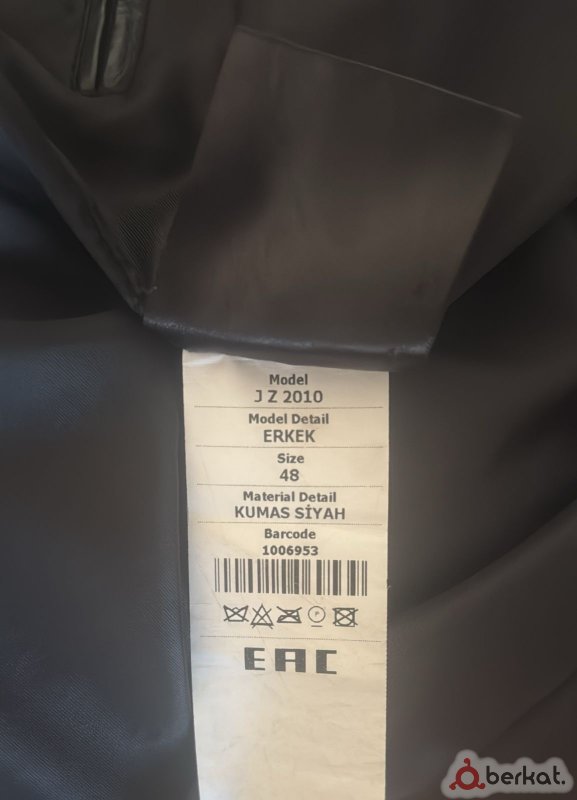 Model
J Z 2010
Model Detail
ERKEK
Size
48
Material Detail
KUMAS SİYAH
Barcode
1006953
P
EAC
berkat.